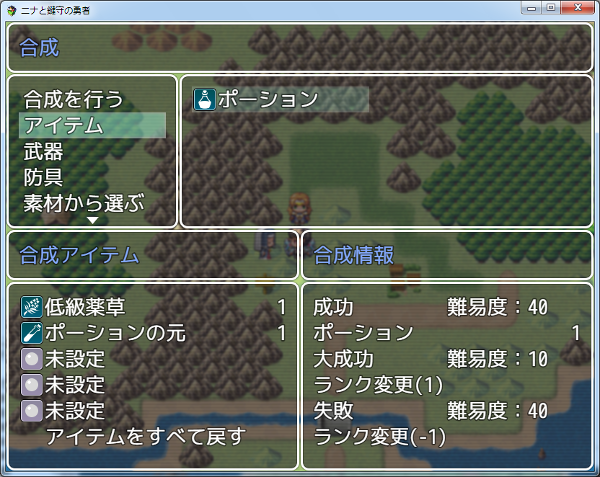 ニナと鍵守の勇者
合成
合成を行う
アイテム
武器
防具
素材から選ぶ
ポーション
合成アイテム
低級薬草 1
ポーションの元 1
未設定
未設定
未設定
アイテムをすべて戻す
合成情報
成功 難易度：40
ポーション 1
大成功 難易度：10
ランク変更(1)
失敗 難易度：40
ランク変更(-1)